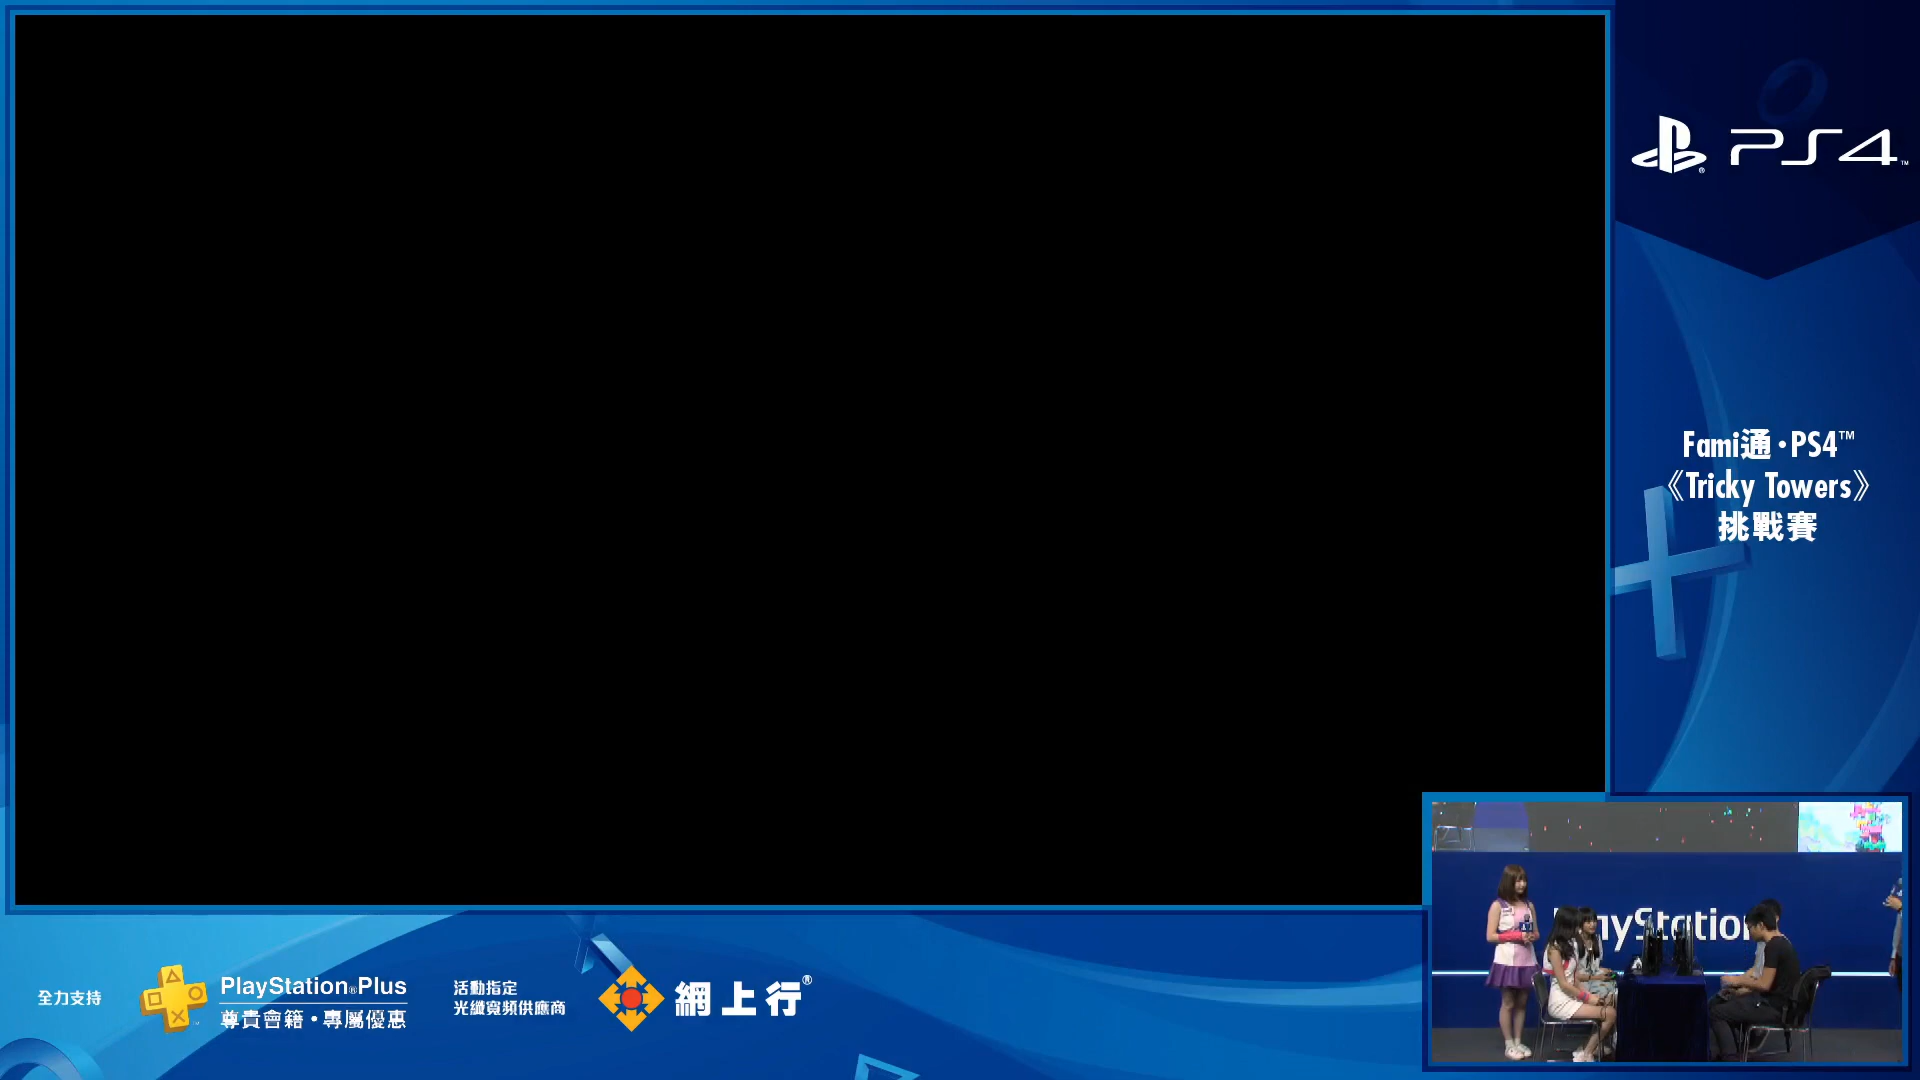 PS4™
Fami通・PS4™
《Tricky Towers》
挑戰賽
全力支持
PlayStation®Plus
尊貴會籍・專屬優惠
活動指定
光纖寬頻供應商
網上行®
PlayStation